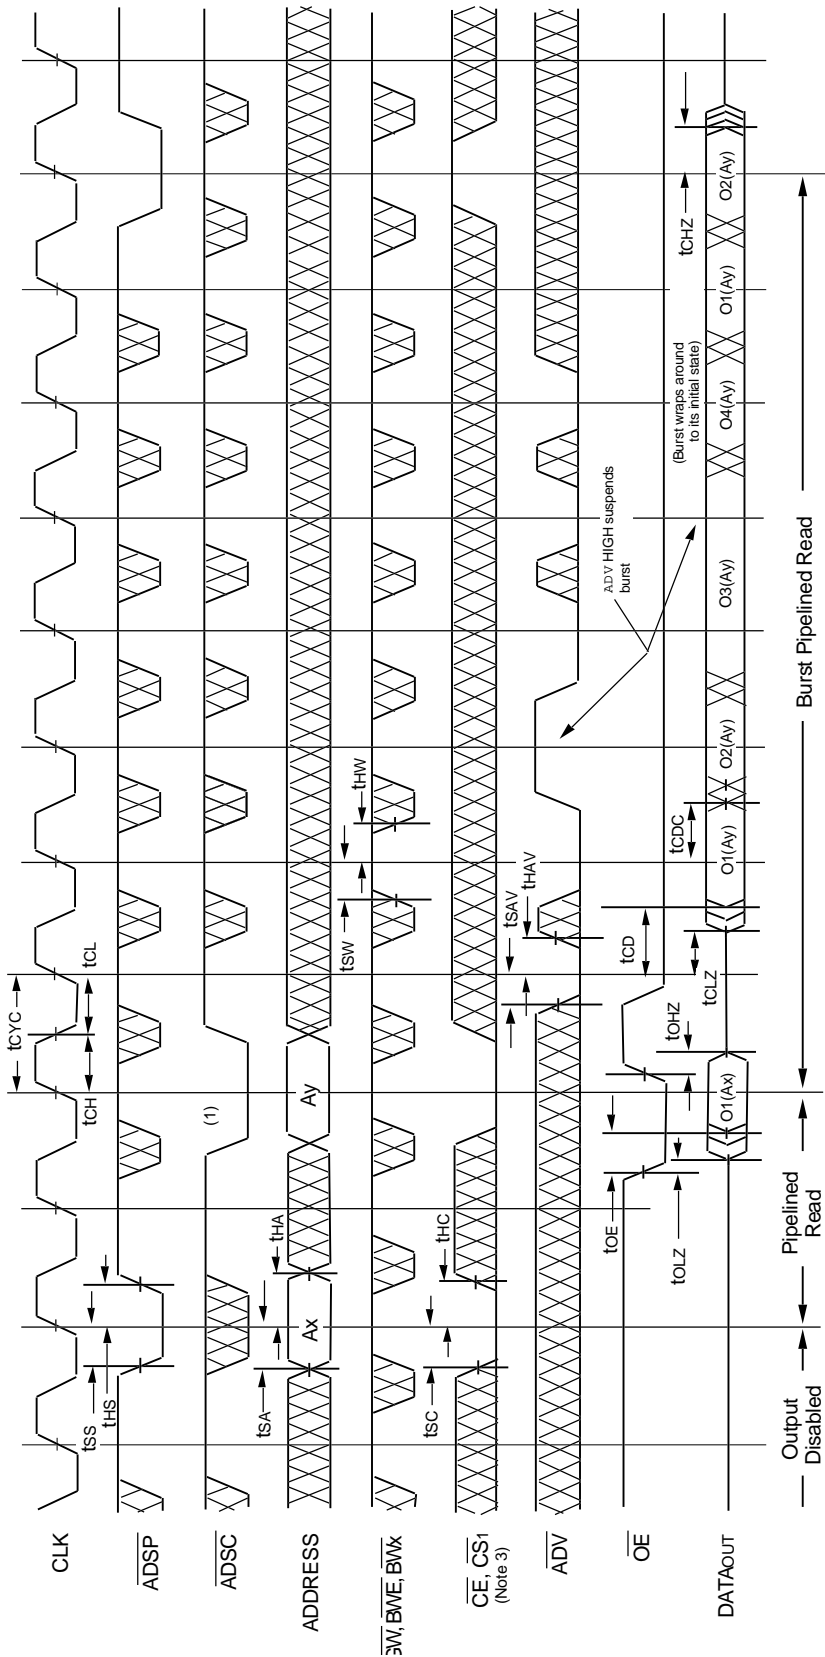 CLK
ADSP
ADSC
ADDRESS
GW, BWE, BWx
CE, CS1
(Note 3)
ADV
OE
DATAOUT
tCYC
tCH
tCL
tSS
tHS
(1)
tSA
tHA
Ax
Ay
tSW
tHW
tSC
tHC
tSAV
tHAV
ADV HIGH suspends
burst
tOE
tOHZ
tCD
tOLZ
tCLZ
tCDC
tCHZ
(Burst wraps around
to its initial state)
O1(Ax)
O1(Ay)
O2(Ay)
O3(Ay)
O4(Ay)
O1(Ay)
O2(Ay)
Output
Disabled
Pipelined
Read
Burst Pipelined Read